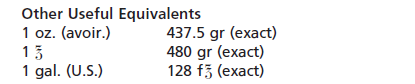 Other Useful Equivalents
1 oz. (avoir.) 437.5 gr (exact)
1 ℥ 480 gr (exact)
1 gal. (U.S.) 128 f℥ (exact)